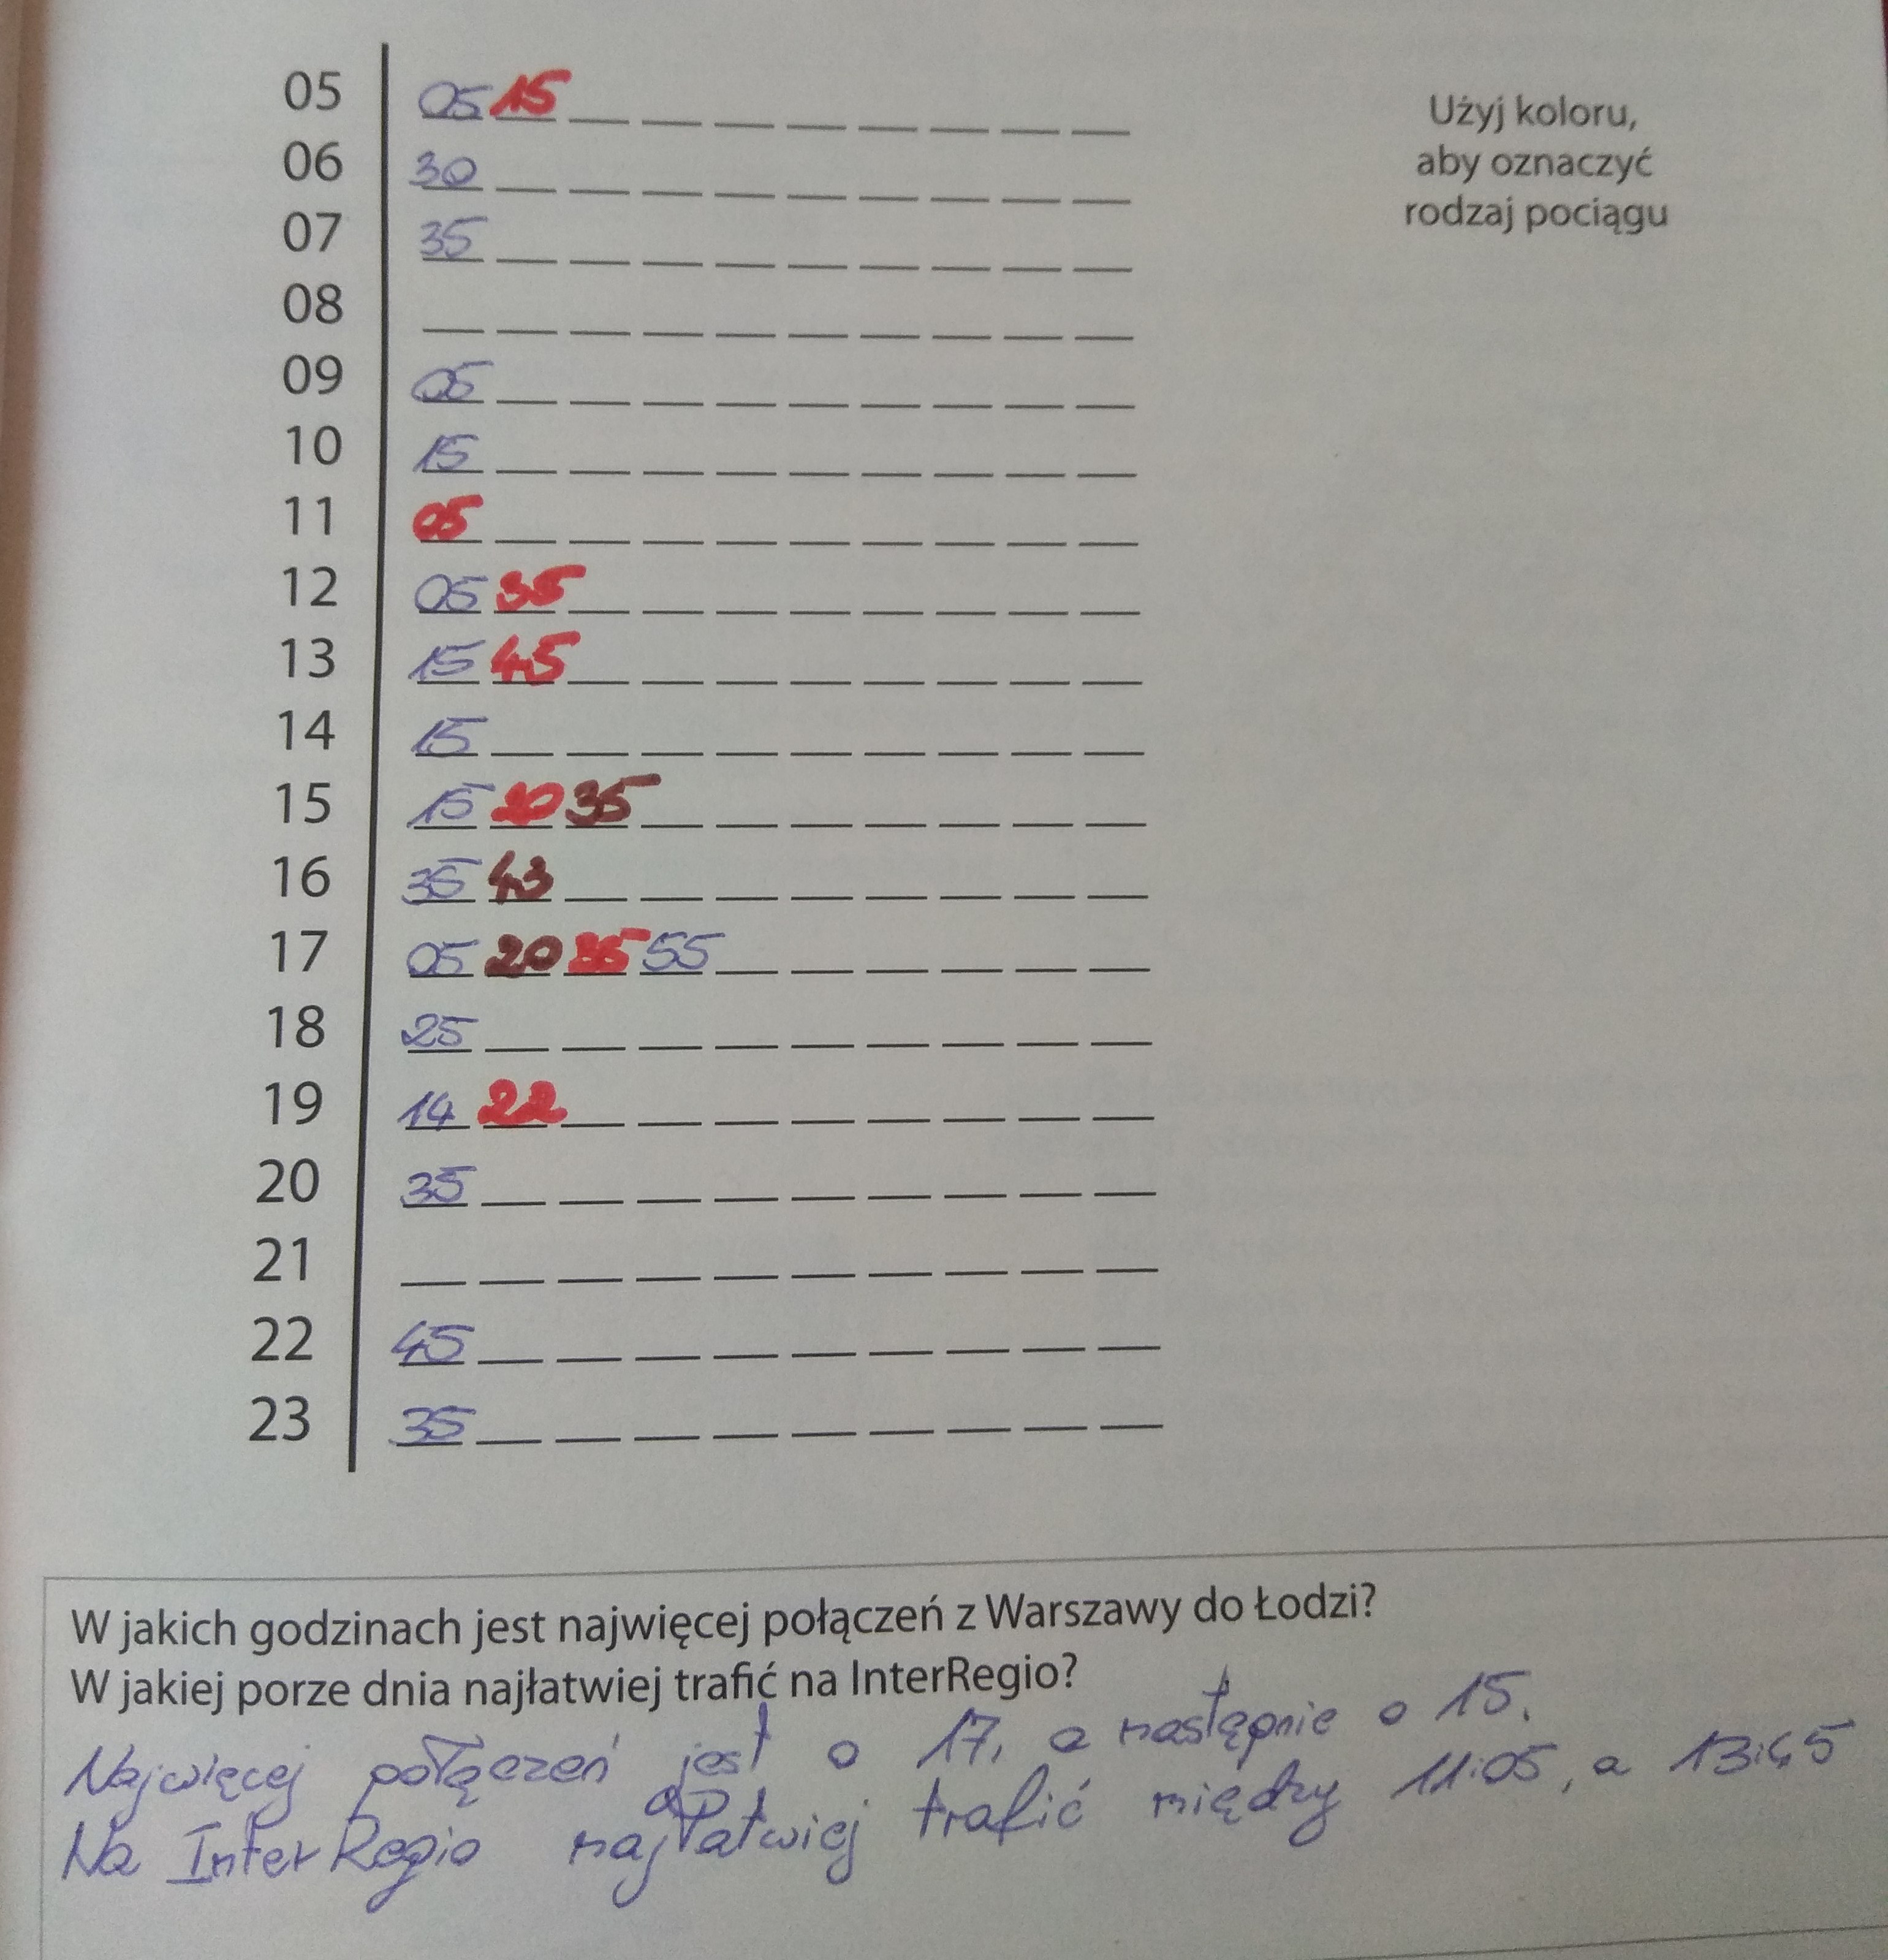 05 05 15
Użyj koloru,
aby oznaczyć
rodzaj pociągu
06 30
07 35
08
09 05
10 15
11 05
12 05 35
13 15 45
14 15
15 15 20 35
16 35 43
17 05 20 35 55
18 25
19 14 22
20 35
21
22 45
23 35
W jakich godzinach jest najwięcej połączeń z Warszawy do Łodzi?
W jakiej porze dnia najłatwiej trafić na InterRegio?
Najwięcej połączeń jest o 17, a następnie o 15.
Na InterRegio najłatwiej trafić między 11:05, a 13:45